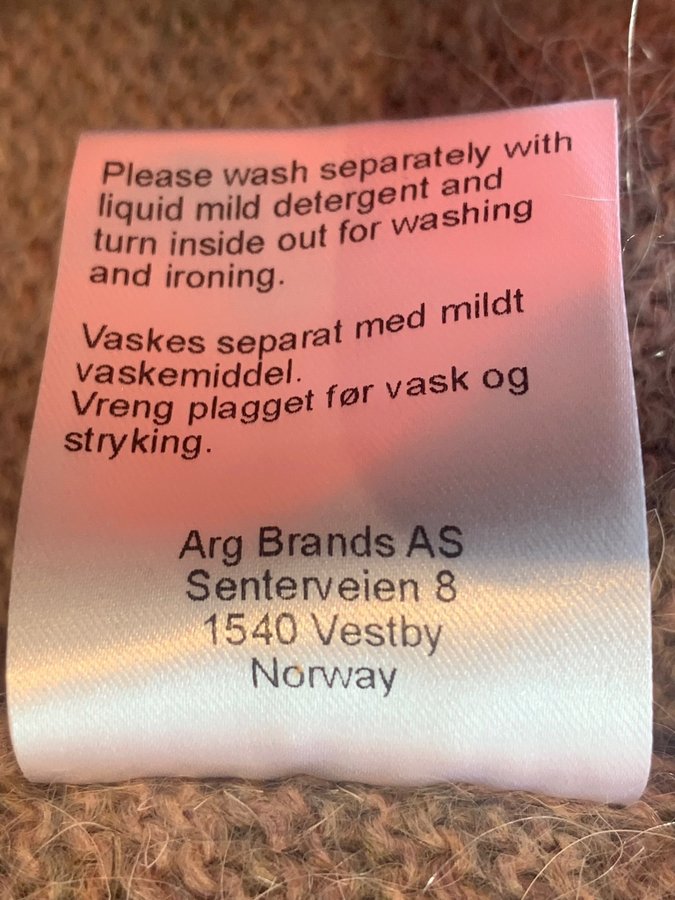 Please wash separately with
liquid mild detergent and
turn inside out for washing
and ironing.
Vaskes separat med mildt
vaskemiddel.
Vreng plagget før vask og
stryking.
Arg Brands AS
Senterveien 8
1540 Vestby
Norway